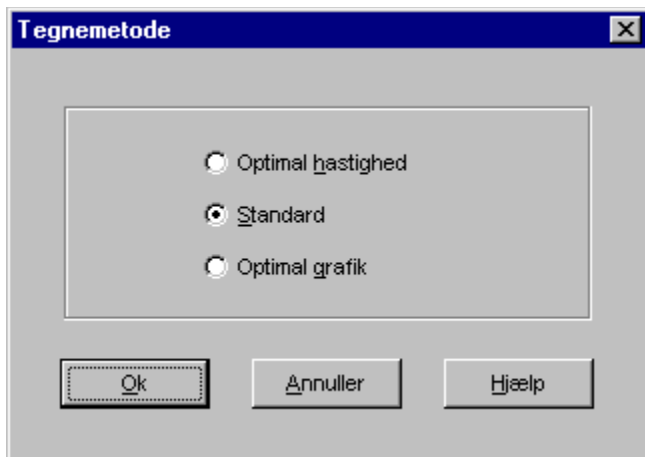 Tegnemetode
Optimal hastighed
Standard
Optimal grafik
Ok Annuller Hjælp